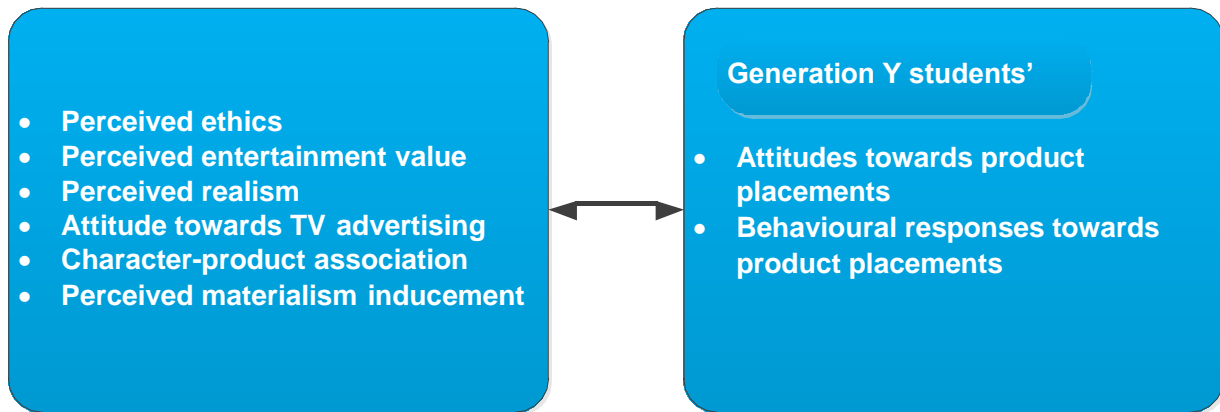 • Perceived ethics
• Perceived entertainment value
• Perceived realism
• Attitude towards TV advertising
• Character-product association
• Perceived materialism inducement
Generation Y students’
• Attitudes towards product
placements
• Behavioural responses towards
product placements